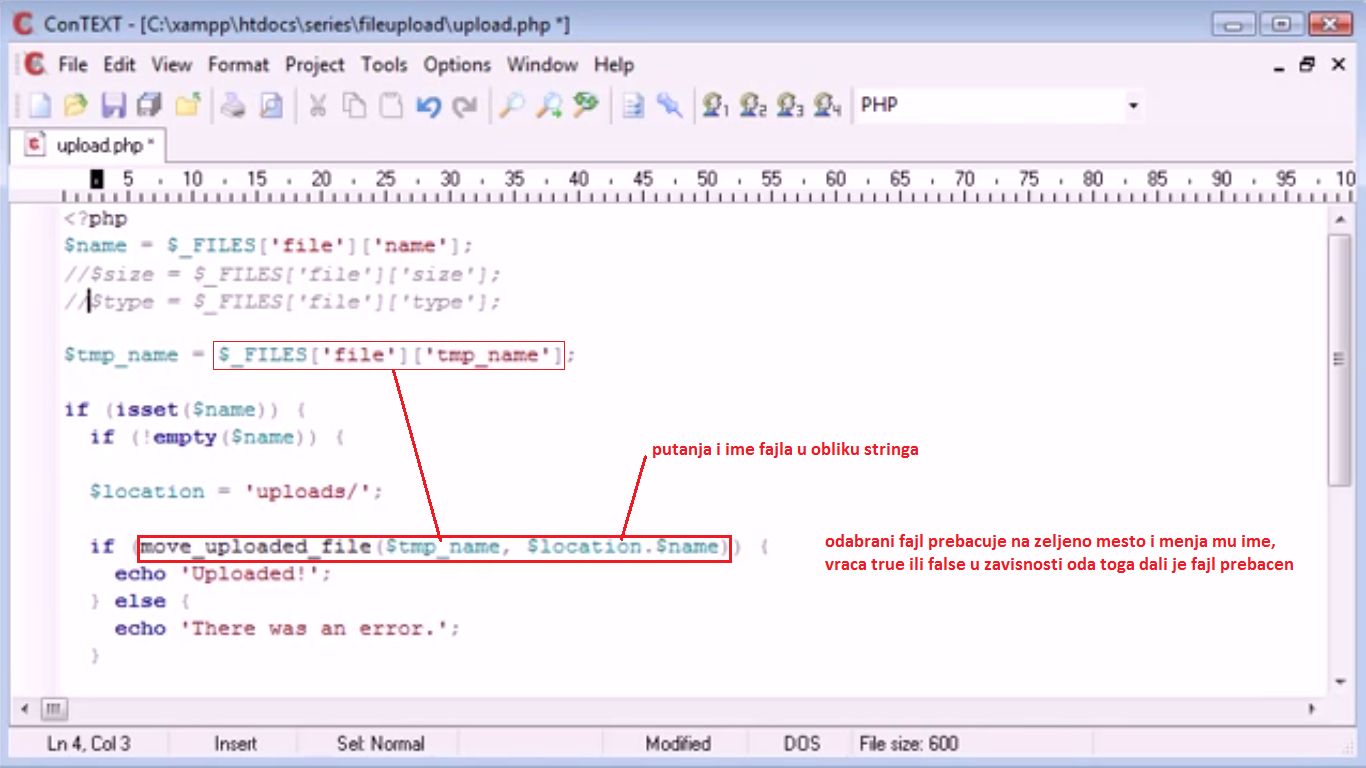 ConTEXT - [C:\xampp\htdocs\series\fileupload\upload.php *]
File Edit View Format Project Tools Options Window Help
1 2 3 4 PHP
upload.php *
5 10 15 20 25 30 35 40 45 50 55 60 65 70 75 80 85 90 95 10
<?php
$name = $_FILES['file']['name'];
//$size = $_FILES['file']['size'];
//$type = $_FILES['file']['type'];
$tmp_name = $_FILES['file']['tmp_name'];
if (isset($name)) {
if (!empty($name)) {
putanja i ime fajla u obliku stringa
$location = 'uploads/';
if (move_uploaded_file($tmp_name, $location.$name)) {
odabrani fajl prebacuje na zeljeno mesto i menja mu ime,
vraca true ili false u zavisnosti oda toga dali je fajl prebacen
echo 'Uploaded!';
} else {
echo 'There was an error.';
}
Ln 4, Col 3 Insert Sel: Normal Modified DOS File size: 600